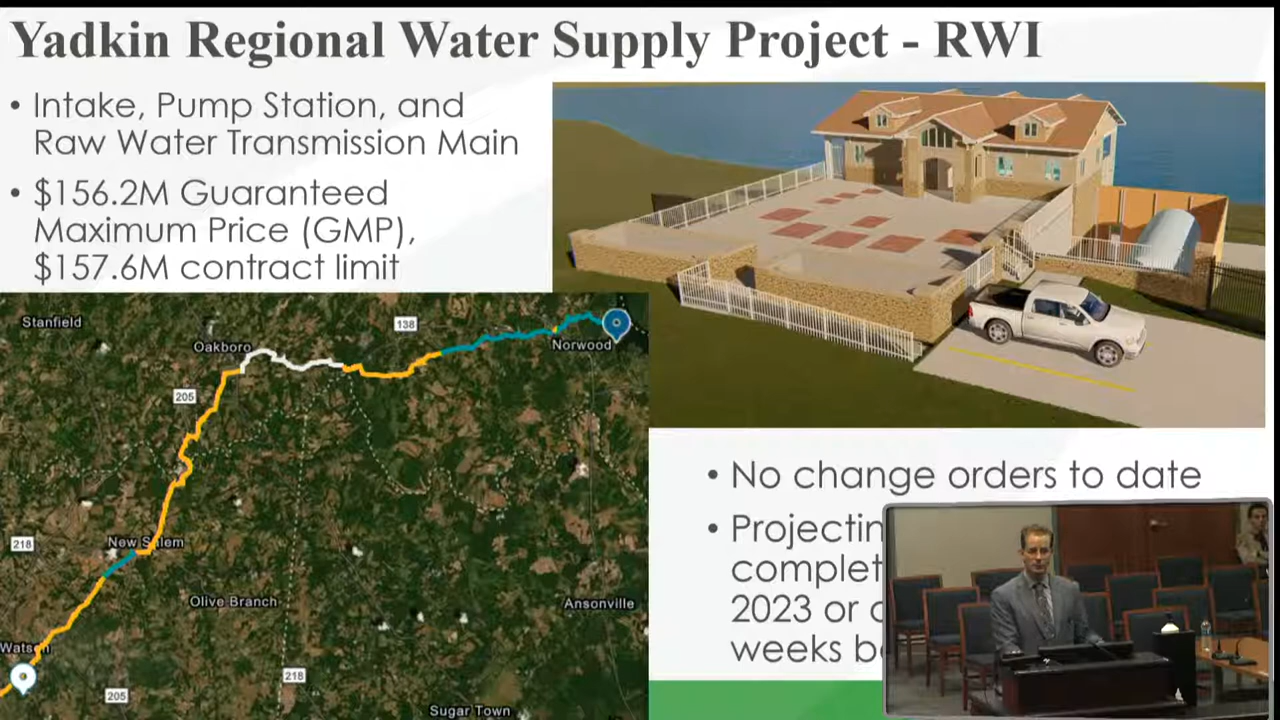 Yadkin Regional Water Supply Project - RWI
• Intake, Pump Station, and
Raw Water Transmission Main
• $156.2M Guaranteed
Maximum Price (GMP),
$157.6M contract limit
Stanfield
138
Oakboro
Norwood
205
218
New Salem
Olive Branch
Ansonville
218
205
Sugar Town
• No change orders to date
• Projectin
complet
2023 or
weeks b